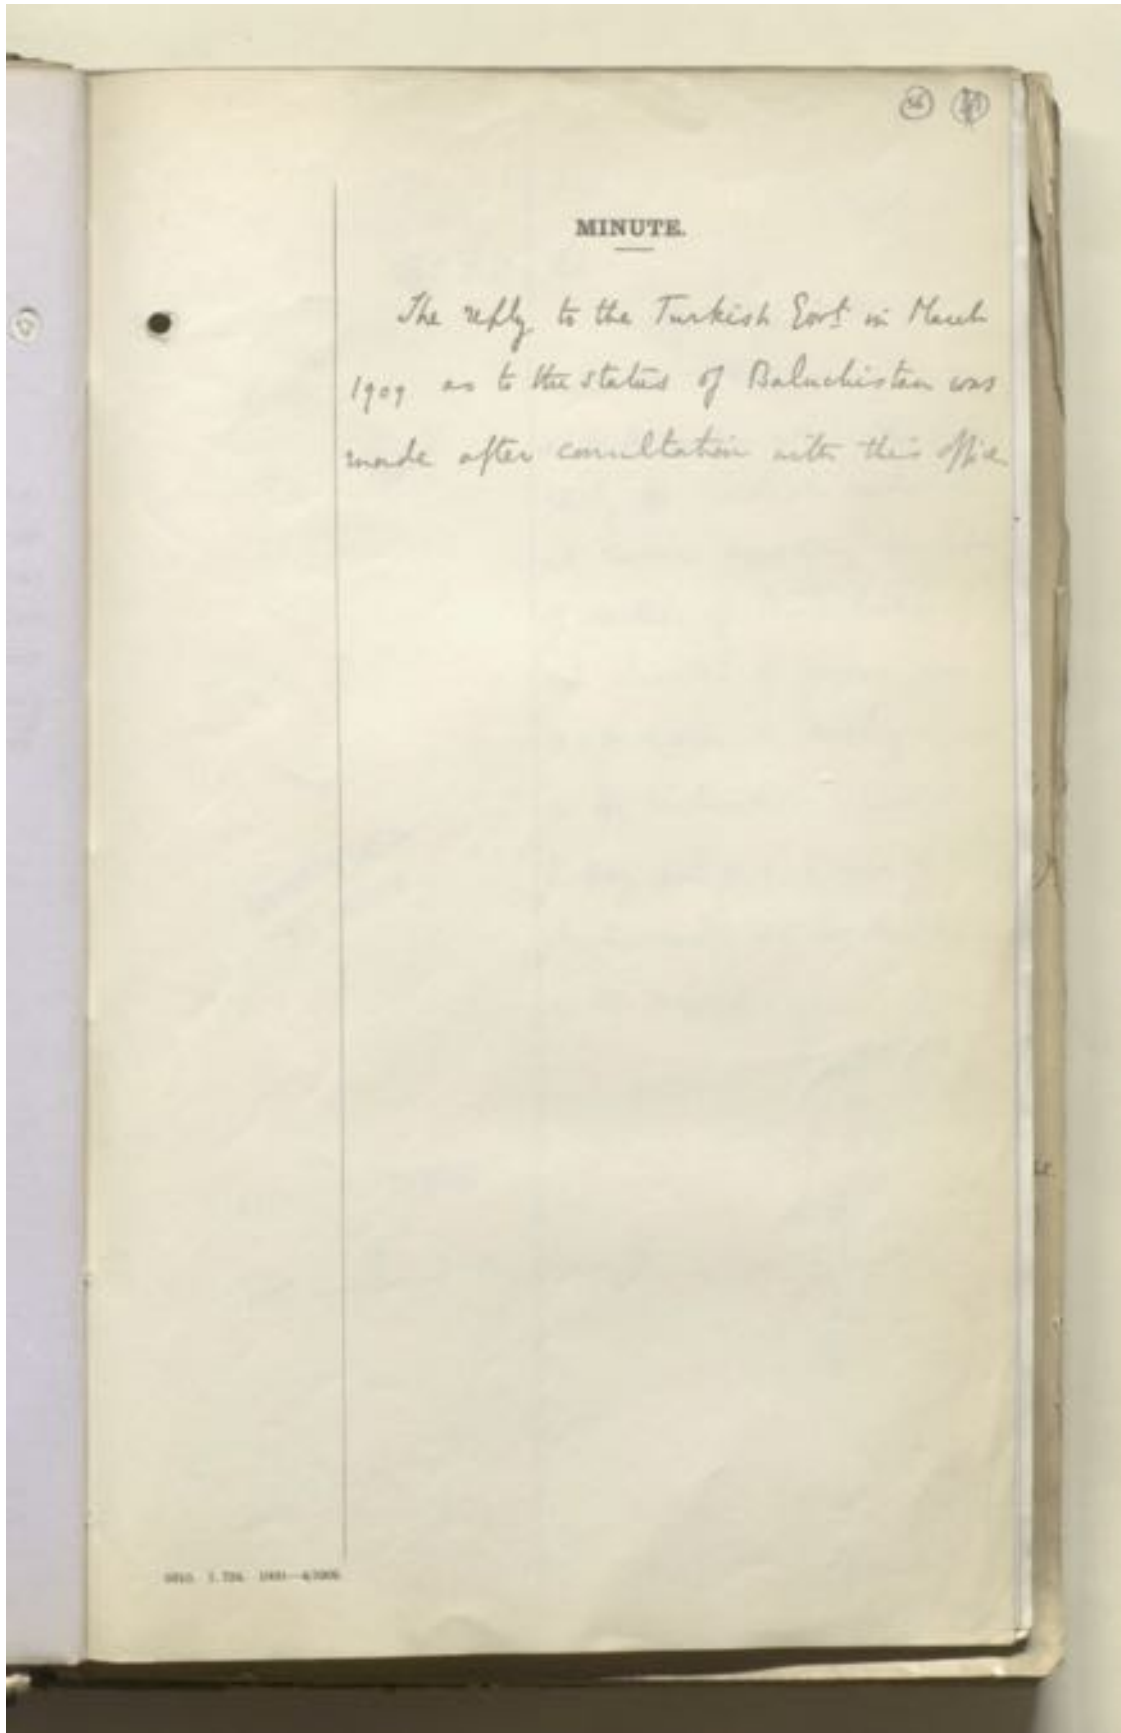 MINUTE.
The reply to the Turkish Govt in March
1909 as to the status of Baluchistan was
made after consultation with this office